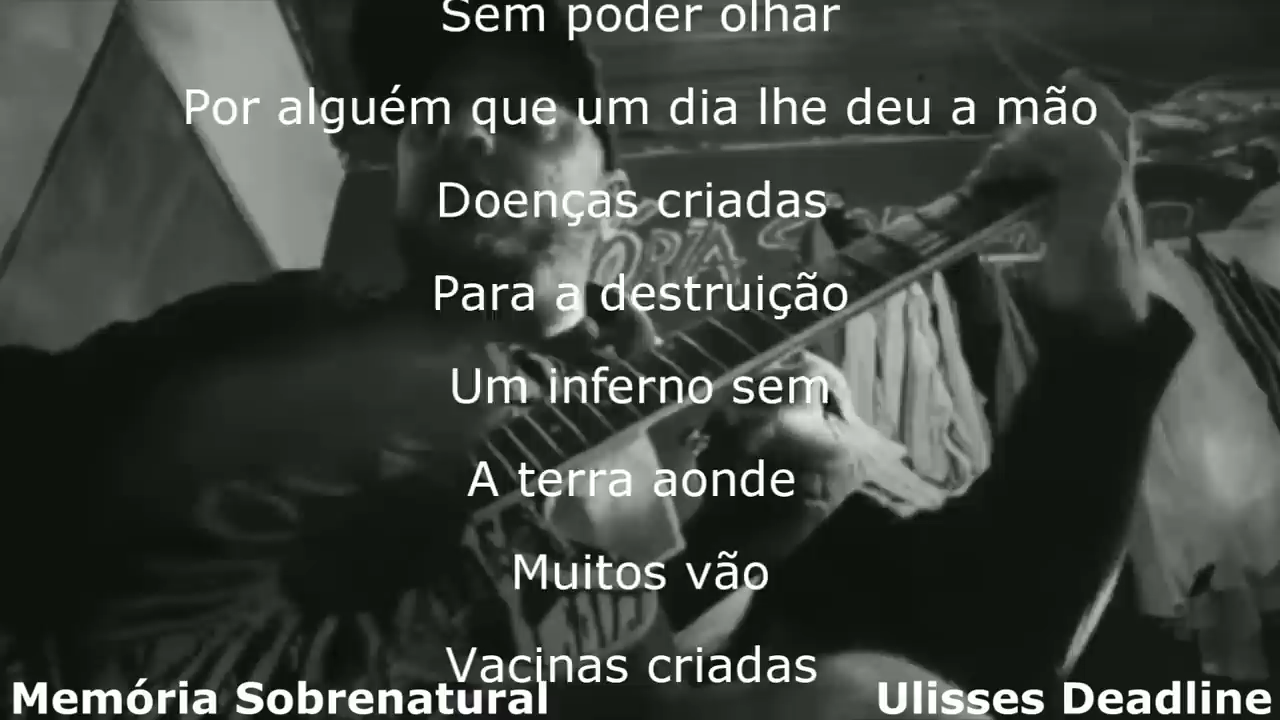 Sem poder olhar
Por alguém que um dia lhe deu a mão
Doenças criadas
Para a destruição
Um inferno sem
A terra aonde
Muitos vão
Vacinas criadas
Memória Sobrenatural
Ulisses Deadline